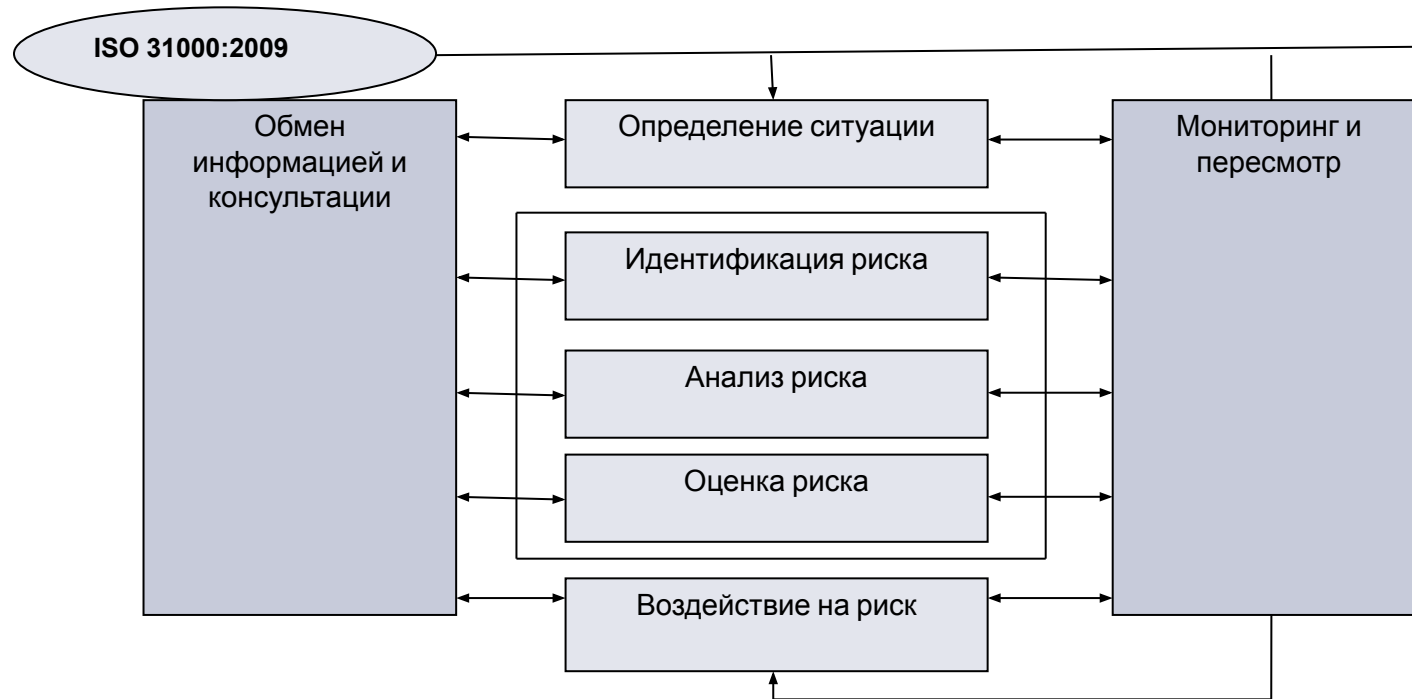 ISO 31000:2009
Обмен
информацией и
консультации
Определение ситуации
Идентификация риска
Анализ риска
Оценка риска
Воздействие на риск
Мониторинг и
пересмотр